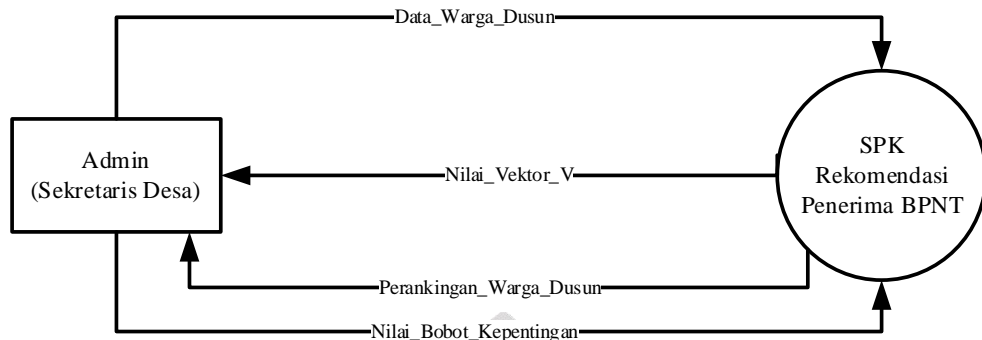 Data_Warga_Dusun
Admin
(Sekretaris Desa)
Nilai_Vektor_V
SPK
Rekomendasi
Penerima BPNT
Perankingan_Warga_Dusun
Nilai_Bobot_Kepentingan